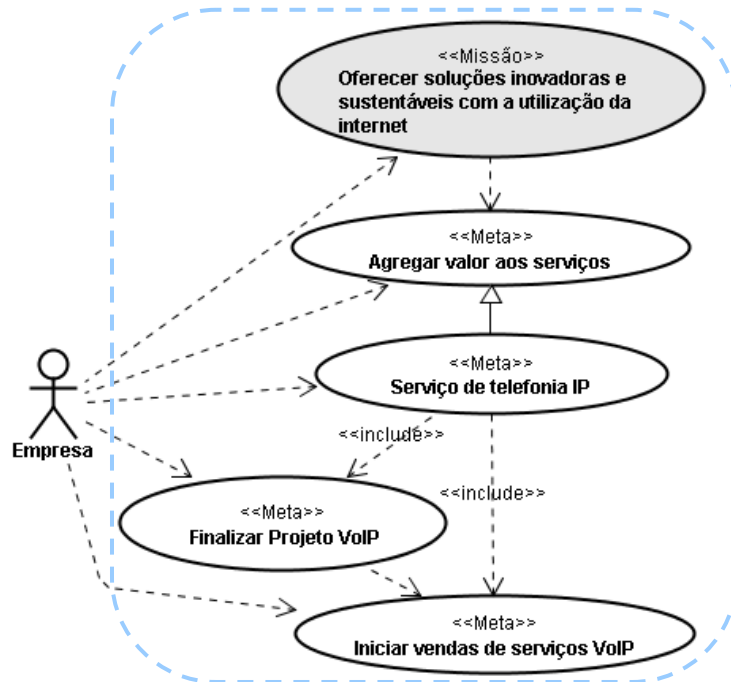 <<Missão>>
Oferecer soluções inovadoras e
sustentáveis com a utilização da
internet
<<Meta>>
Agregar valor aos serviços
<<Meta>>
Serviço de telefonia IP
<<include>>
Empresa
<<include>>
<<Meta>>
Finalizar Projeto VoIP
<<Meta>>
Iniciar vendas de serviços VoIP